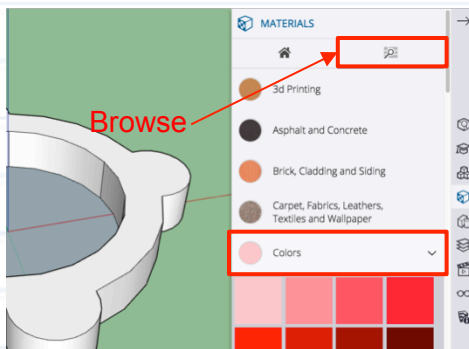 MATERIALS
3d Printing
Browse
Asphalt and Concrete
Brick, Cladding and Siding
Carpet, Fabrics, Leathers,
Textiles and Wallpaper
Colors